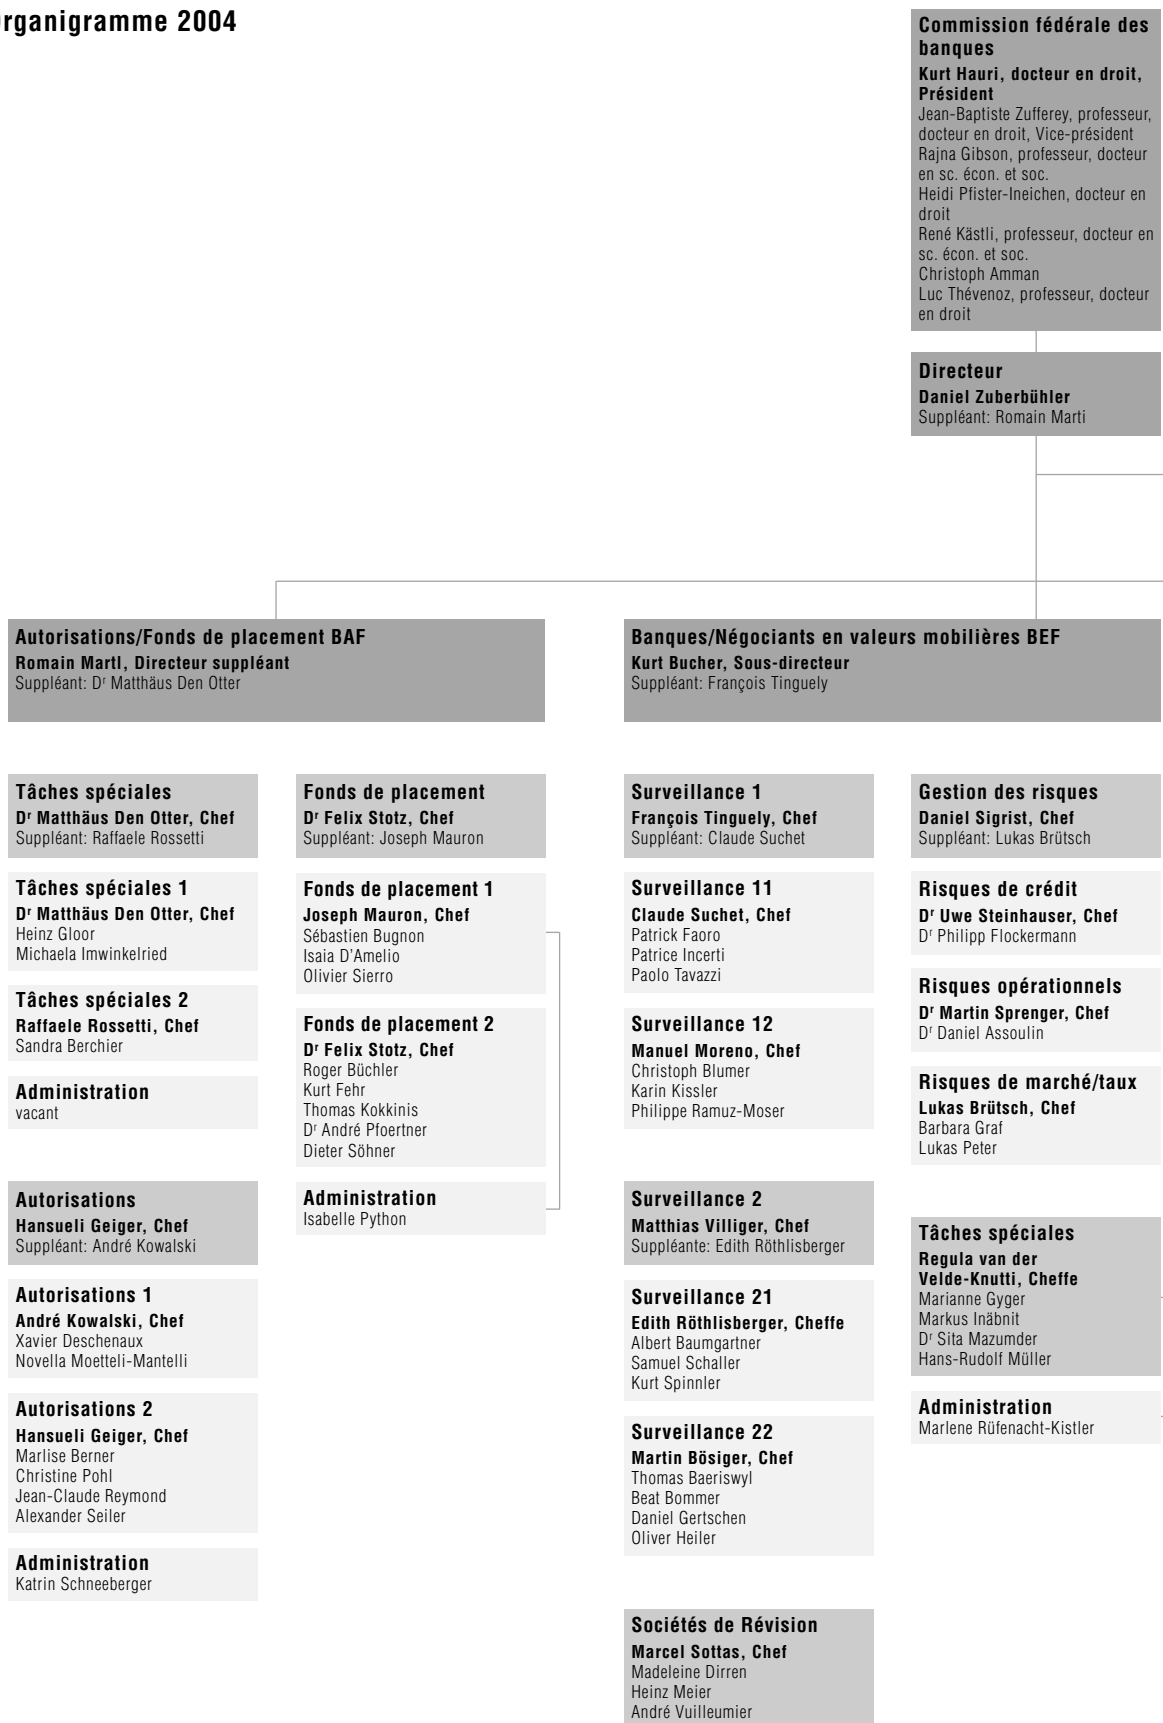 rganigramme 2004
Commission fédérale des
banques
Kurt Hauri, docteur en droit,
Président
Jean-Baptiste Zufferey, professeur,
docteur en droit, Vice-président
Rajna Gibson, professeur, docteur
en sc. écon. et soc.
Heidi Pfister-Ineichen, docteur en
droit
René Kästli, professeur, docteur en
sc. écon. et soc.
Christoph Amman
Luc Thévenoz, professeur, docteur
en droit
Directeur
Daniel Zuberbühler
Suppléant: Romain Marti
Autorisations/Fonds de placement BAF
Romain Martl, Directeur suppléant
Suppléant: Dr Matthäus Den Otter
Banques/Négociants en valeurs mobilières BEF
Kurt Bucher, Sous-directeur
Suppléant: François Tinguely
Tâches spéciales
Dr Matthäus Den Otter, Chef
Suppléant: Raffaele Rossetti
Tâches spéciales 1
Dr Matthäus Den Otter, Chef
Heinz Gloor
Michaela Imwinkelried
Tâches spéciales 2
Raffaele Rossetti, Chef
Sandra Berchier
Administration
vacant
Autorisations
Hansueli Geiger, Chef
Suppléant: André Kowalski
Autorisations 1
André Kowalski, Chef
Xavier Deschenaux
Novella Moetteli-Mantelli
Autorisations 2
Hansueli Geiger, Chef
Marlise Berner
Christine Pohl
Jean-Claude Reymond
Alexander Seiler
Administration
Katrin Schneeberger
Fonds de placement
Dr Felix Stotz, Chef
Suppléant: Joseph Mauron
Fonds de placement 1
Joseph Mauron, Chef
Sébastien Bugnon
Isaia D'Amelio
Olivier Sierro
Fonds de placement 2
Dr Felix Stotz, Chef
Roger Büchler
Kurt Fehr
Thomas Kokkinis
Dr André Pfoertner
Dieter Söhner
Administration
Isabelle Python
Surveillance 1
François Tinguely, Chef
Suppléant: Claude Suchet
Surveillance 11
Claude Suchet, Chef
Patrick Faoro
Patrice Incerti
Paolo Tavazzi
Surveillance 12
Manuel Moreno, Chef
Christoph Blumer
Karin Kissler
Philippe Ramuz-Moser
Surveillance 2
Matthias Villiger, Chef
Suppléante: Edith Röthlisberger
Surveillance 21
Edith Röthlisberger, Cheffe
Albert Baumgartner
Samuel Schaller
Kurt Spinnler
Surveillance 22
Martin Bösiger, Chef
Thomas Baeriswyl
Beat Bommer
Daniel Gertschen
Oliver Heiler
Sociétés de Révision
Marcel Sottas, Chef
Madeleine Dirren
Heinz Meier
André Vuilleumier
Gestion des risques
Daniel Sigrist, Chef
Suppléant: Lukas Brütsch
Risques de crédit
Dr Uwe Steinhauser, Chef
Dr Philipp Flockermann
Risques opérationnels
Dr Martin Sprenger, Chef
Dr Daniel Assoulin
Risques de marché/taux
Lukas Brütsch, Chef
Barbara Graf
Lukas Peter
Tâches spéciales
Regula van der
Velde-Knutti, Cheffe
Marianne Gyger
Markus Inäbnit
Dr Sita Mazumder
Hans-Rudolf Müller
Administration
Marlene Rüfenacht-Kistler